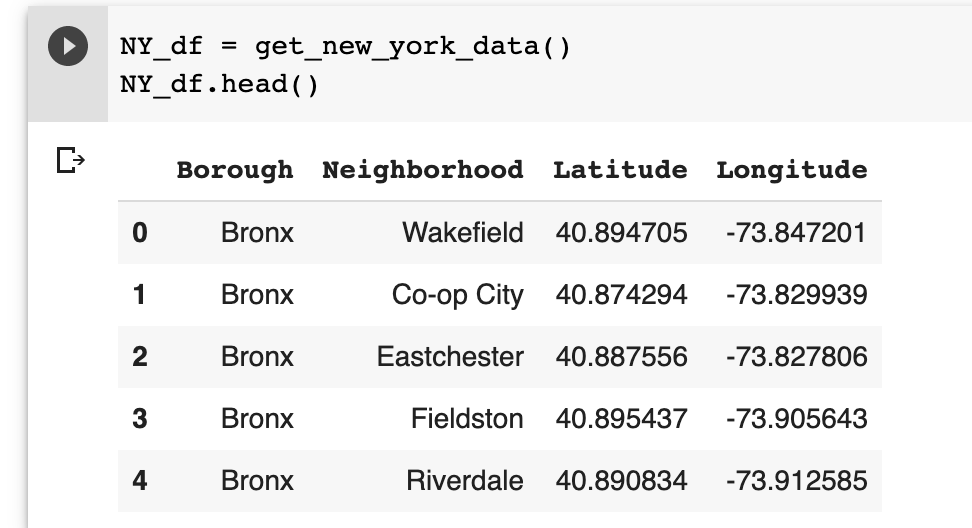 NY_df = get_new_york_data()
NY_df.head()
Borough Neighborhood Latitude Longitude
0 Bronx Wakefield 40.894705 -73.847201
1 Bronx Co-op City 40.874294 -73.829939
2 Bronx Eastchester 40.887556 -73.827806
3 Bronx Fieldston 40.895437 -73.905643
4 Bronx Riverdale 40.890834 -73.912585